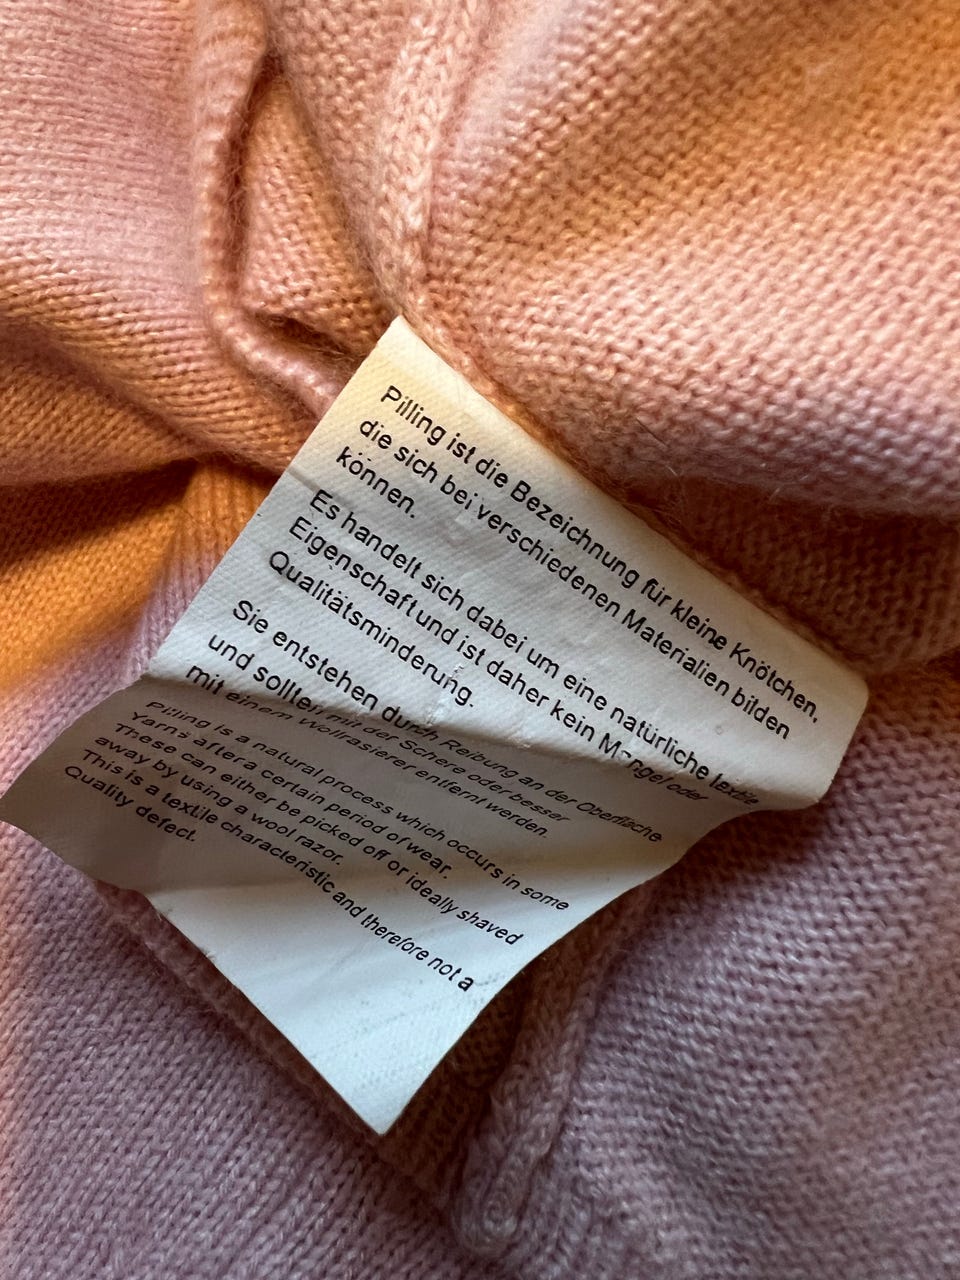 Pilling ist die Bezeichnung für kleine Knötchen,
die sich bei verschiedenen Materialien bilden
können.
Es handelt sich dabei um eine natürliche textile
Eigenschaft und ist daher kein Mangel oder
Qualitätsminderung.
Sie entstehen durch Reibung an der Oberfläche
und sollten mit der Schere oder besser
mit einem Wollrasierer entfernt werden.
Pilling is a natural process which occurs in some
Yarns after a certain period of wear.
These can either be picked off or ideally shaved
away by using a wool razor.
This is a textile characteristic and therefore not a
Quality defect.